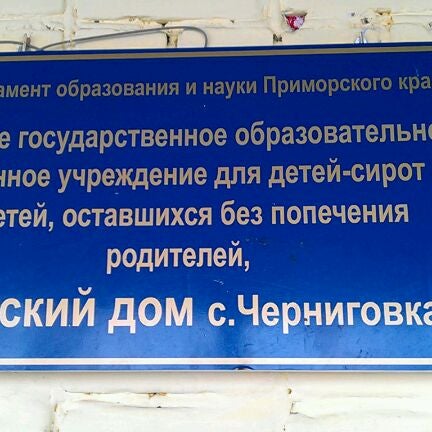 амент образования и науки Приморского кра
е государственное образовательно
нное учреждение для детей-сирот
етей, оставшихся без попечения
родителей,
ский дом с.Черниговка